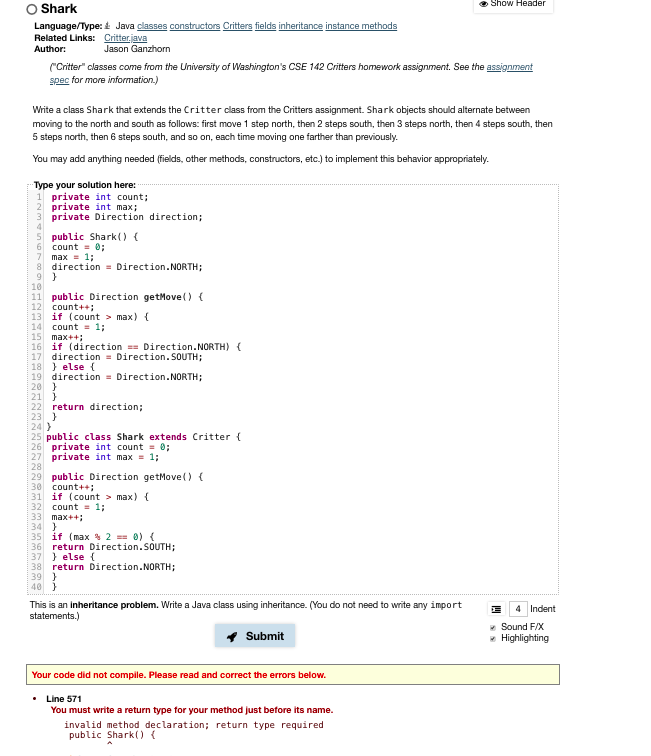 Shark
Show Header
Language/Type: Java classes constructors Critters fields inheritance instance methods
Related Links: Critter.java
Author: Jason Ganzhorn
("Critter" classes come from the University of Washington's CSE 142 Critters homework assignment. See the assignment
spec for more information.)
Write a class Shark that extends the Critter class from the Critters assignment. Shark objects should alternate between
moving to the north and south as follows: first move 1 step north, then 2 steps south, then 3 steps north, then 4 steps south, then
5 steps north, then 6 steps south, and so on, each time moving one farther than previously.
You may add anything needed (fields, other methods, constructors, etc.) to implement this behavior appropriately.
Type your solution here:
1 private int count;
2 private int max;
3 private Direction direction;
4
5 public Shark() {
6 count = 0;
7 max = 1;
8 direction = Direction.NORTH;
9 }
10
11 public Direction getMove() {
12 count++;
13 if (count > max) {
14 count = 1;
15 max++;
16 if (direction == Direction.NORTH) {
17 direction = Direction.SOUTH;
18 } else {
19 direction = Direction.NORTH;
20 }
21 }
22 return direction;
23 }
24 }
25 public class Shark extends Critter {
26 private int count = 0;
27 private int max = 1;
28
29 public Direction getMove() {
30 count++;
31 if (count > max) {
32 count = 1;
33 max++;
34 }
35 if (max % 2 == 0) {
36 return Direction.SOUTH;
37 } else {
38 return Direction.NORTH;
39 }
40 }
This is an inheritance problem. Write a Java class using inheritance. (You do not need to write any import
statements.)
4 Indent
Sound F/X
Highlighting
Submit
Your code did not compile. Please read and correct the errors below.
• Line 571
You must write a return type for your method just before its name.
invalid method declaration; return type required
public Shark() {